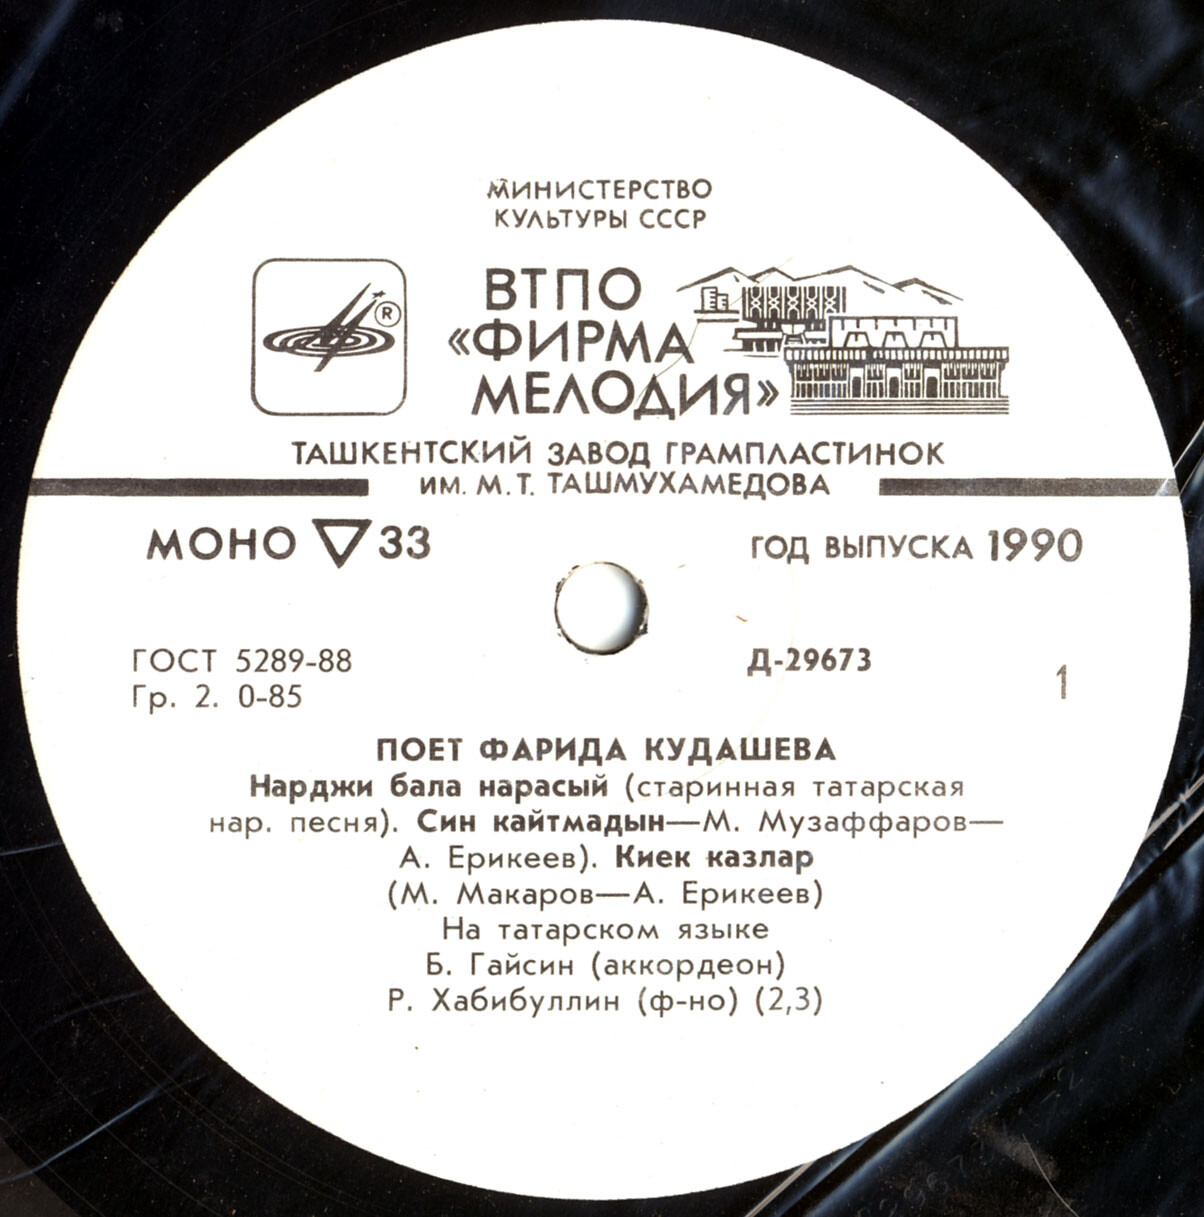 МИНИСТЕРСТВО
КУЛЬТУРЫ СССР
ВТПО
«ФИРМА
МЕЛОДИЯ»
®
ТАШКЕНТСКИЙ ЗАВОД ГРАМПЛАСТИНОК
ИМ. М.Т. ТАШМУХАМЕДОВА
МОНО ▽ 33
ГОД ВЫПУСКА 1990
ГОСТ 5289-88
Гр. 2. 0-85
Д-29673
1
ПОЕТ ФАРИДА КУДАШЕВА
Нарджи бала нарасый (старинная татарская
нар. песня). Син кайтмадын—М. Музаффаров—
А. Ерикеев). Киек казлар
(М. Макаров—А. Ерикеев)
На татарском языке
Б. Гайсин (аккордеон)
Р. Хабибуллин (ф-но) (2,3)